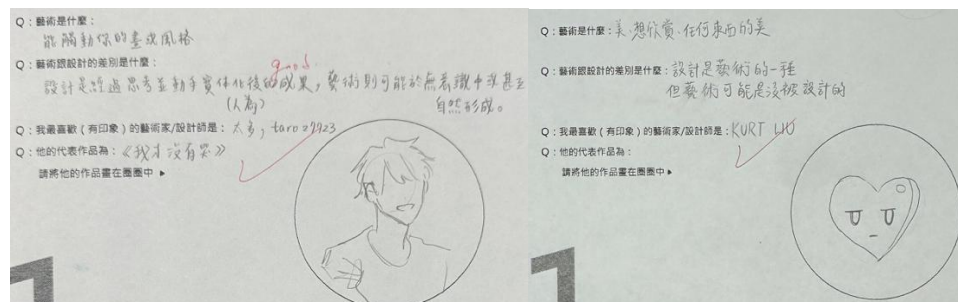 Q：藝術是什麼：
能觸動你的畫或風格
Q：藝術跟設計的差別是什麼：
good
設計是經過思考並動手實體化後的成果，藝術則可能於無意識中或甚至
(人為)
自然形成。
Q：我最喜歡（有印象）的藝術家/設計師是：太多，taro07923
Q：他的代表作品為：《我才沒有哭》
請將他的作品畫在圈圈中 ▶
Q：藝術是什麼：美、想欣賞、任何東西的美
Q：藝術跟設計的差別是什麼：設計是藝術的一種
但藝術可能是沒被設計的
Q：我最喜歡（有印象）的藝術家/設計師是：KURT LIU
Q：他的代表作品為：
請將他的作品畫在圈圈中 ▶